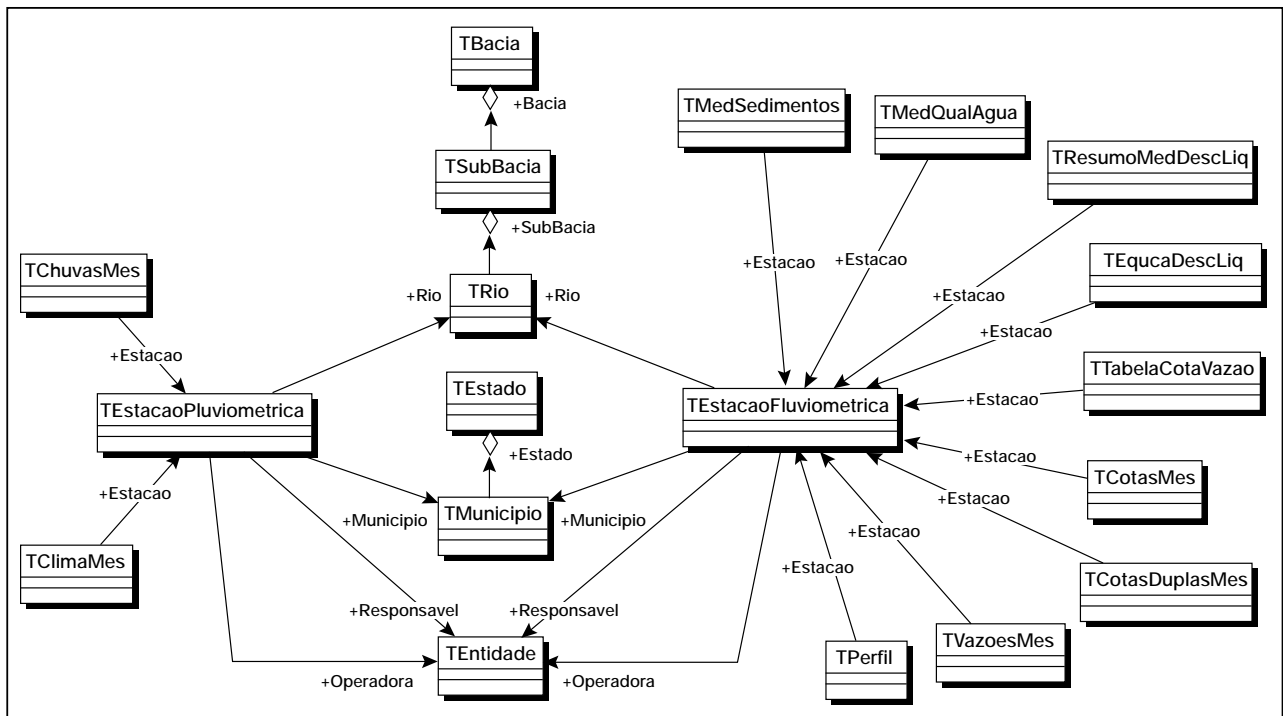 TBacia
+Bacia
TMedSedimentos
TMedQualAgua
TResumoMedDescLiq
TSubBacia
+SubBacia
TChuvasMes
+Estacao
+Estacao
TEqucaDescLiq
+Rio
TRio
+Rio
+Estacao
+Estacao
+Estacao
TTabelaCotaVazao
TEstado
TEstacaoPluviometrica
TEstacaoFluviometrica
+Estacao
+Estado
+Estacao
TCotasMes
+Estacao
+Estacao
TMunicipio
+Municipio
+Municipio
+Estacao
TClimaMes
+Estacao
TCotasDuplasMes
+Responsavel
+Responsavel
TEntidade
TPerfil
TVazoesMes
+Operadora
+Operadora